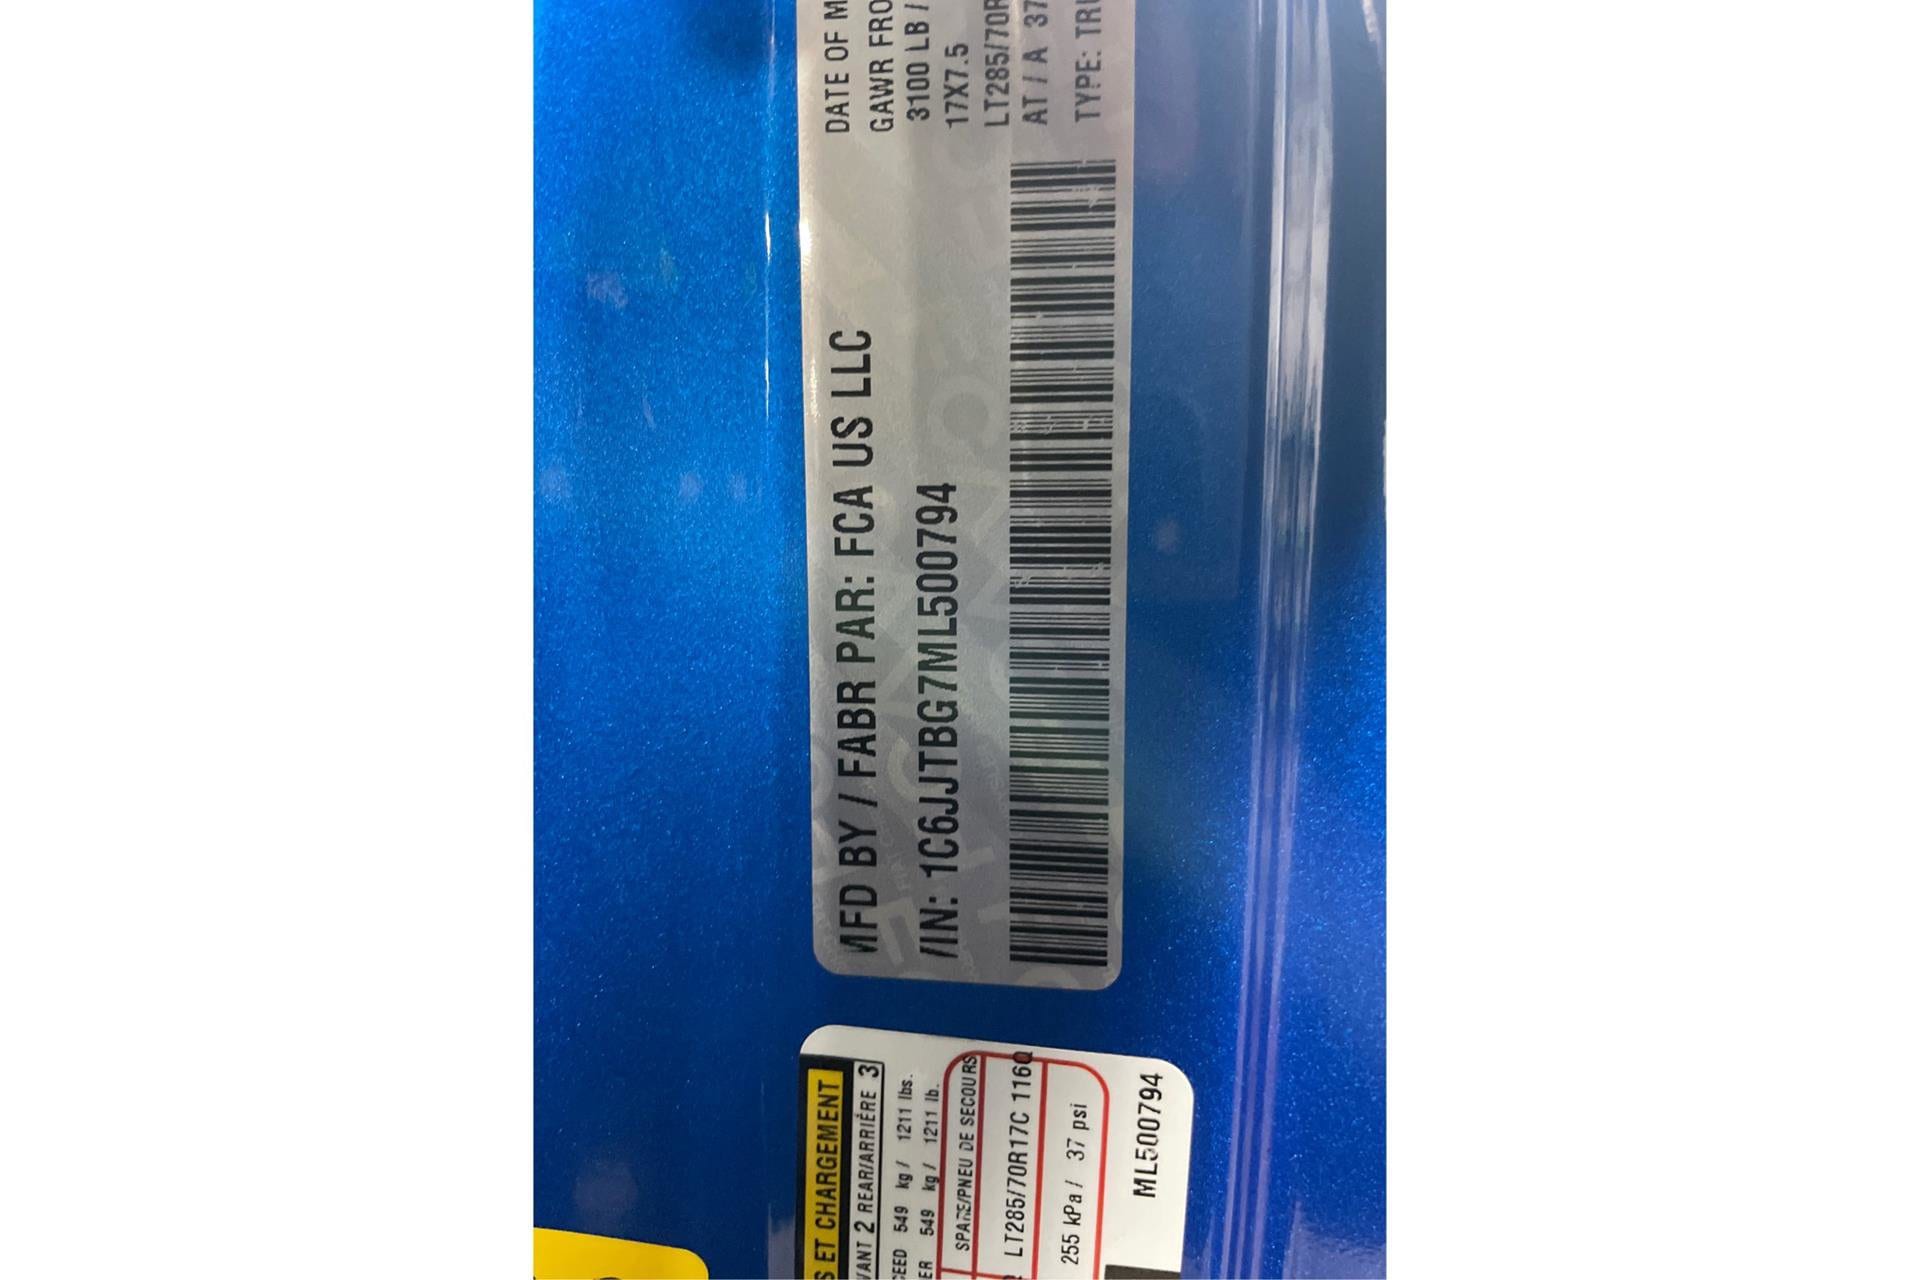 MFD BY / FABR PAR: FCA US LLC
VIN: 1C6JJTBG7ML500794
DATE OF M
GAWR FRO
3100 LB /
17X7.5
LT285/70R
AT / A 37
TYPE: TRU
S ET CHARGEMENT
VANT 2 REAR/ARRIÈRE 3
CEED 549 kg / 1211 lbs.
ER 549 kg / 1211 lb.
SPARE/PNEU DE SECOURS
LT285/70R17C 116Q
255 kPa / 37 psi
ML500794